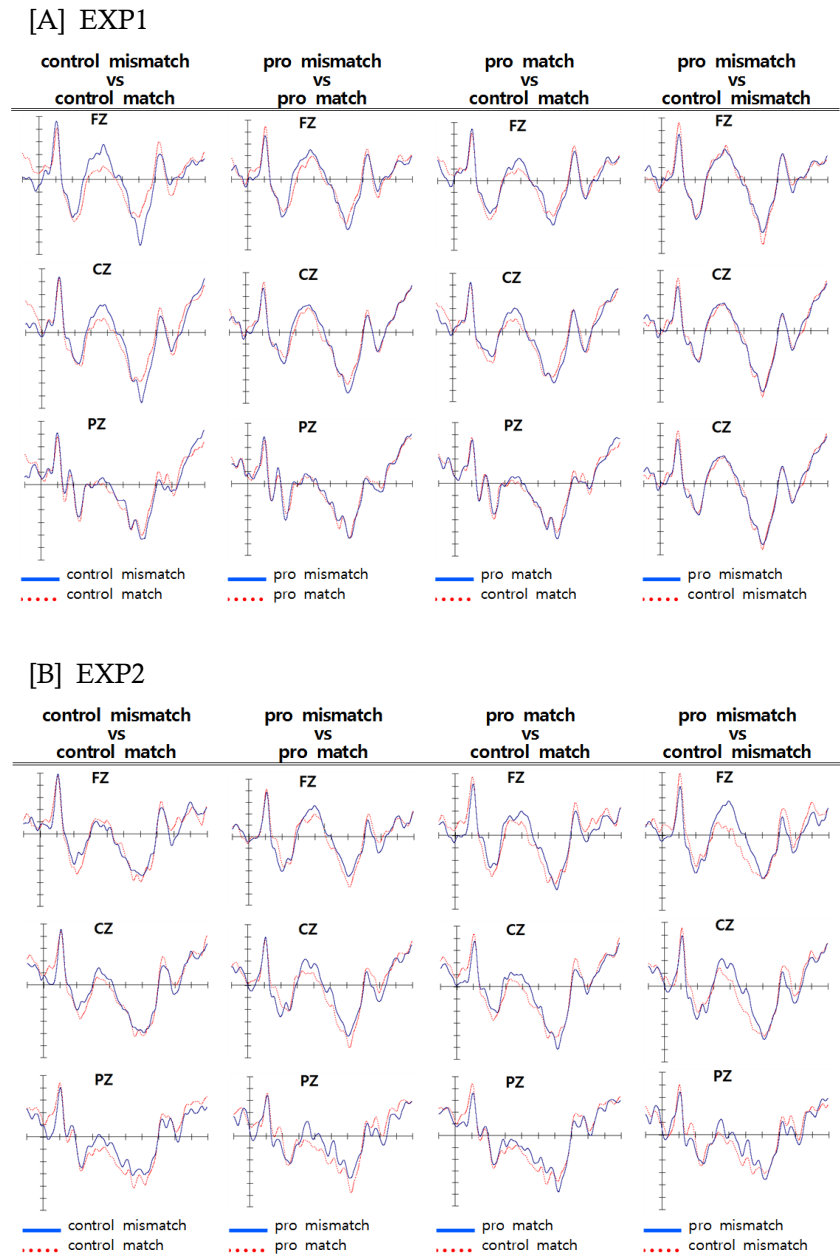 [A] EXP1
control mismatch
vs
control match
pro mismatch
vs
pro match
pro match
vs
control match
pro mismatch
vs
control mismatch
FZ
FZ
FZ
FZ
CZ
CZ
CZ
CZ
PZ
PZ
PZ
CZ
control mismatch
control match
pro mismatch
pro match
pro match
control match
pro mismatch
control mismatch
[B] EXP2
control mismatch
vs
control match
pro mismatch
vs
pro match
pro match
vs
control match
pro mismatch
vs
control mismatch
FZ
FZ
FZ
FZ
CZ
CZ
CZ
CZ
PZ
PZ
PZ
PZ
control mismatch
control match
pro mismatch
pro match
pro match
control match
pro mismatch
control mismatch